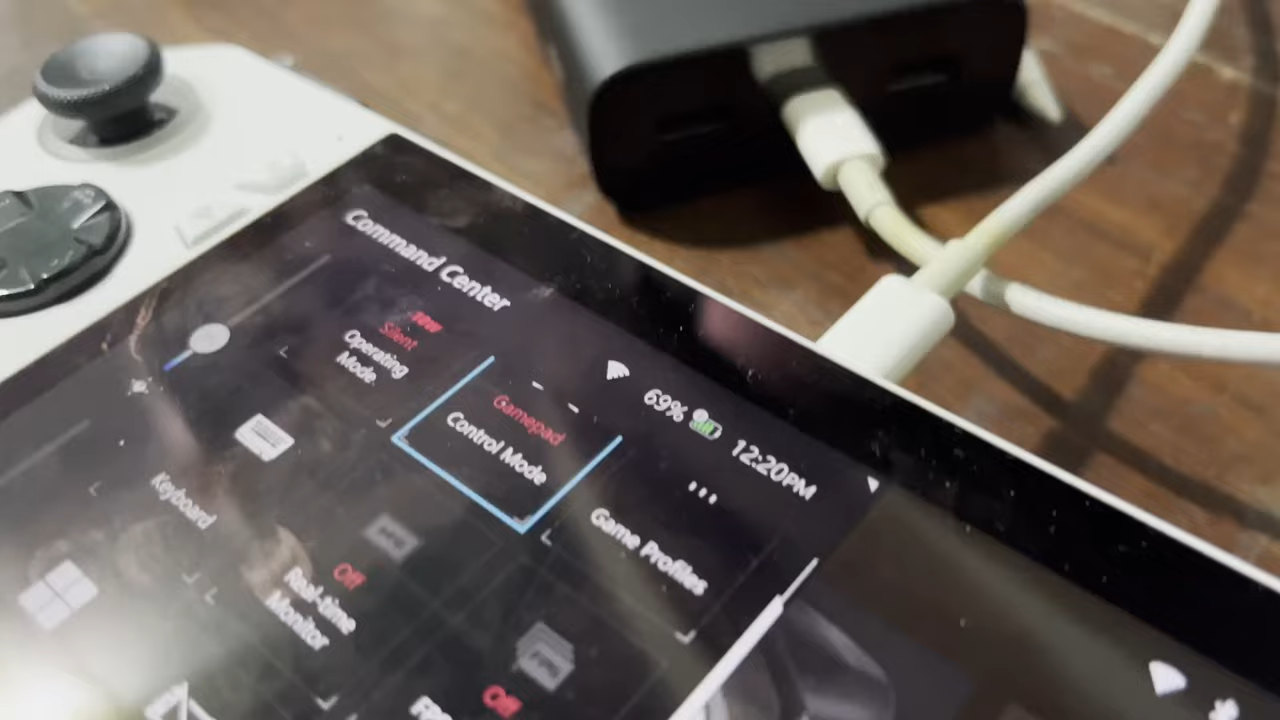 Command Center
69% 12:20PM
10W
Silent
Operating
Mode
Gamepad
Control Mode
Game Profiles
Keyboard
Off
Real-time
Monitor
Off